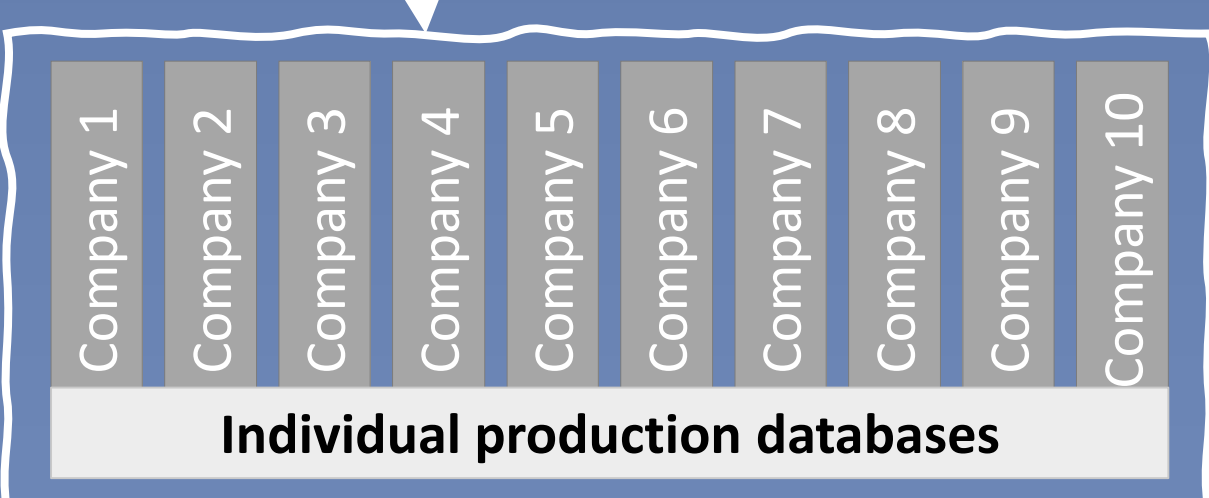 Company 1
Company 2
Company 3
Company 4
Company 5
Company 6
Company 7
Company 8
Company 9
Company 10
Individual production databases